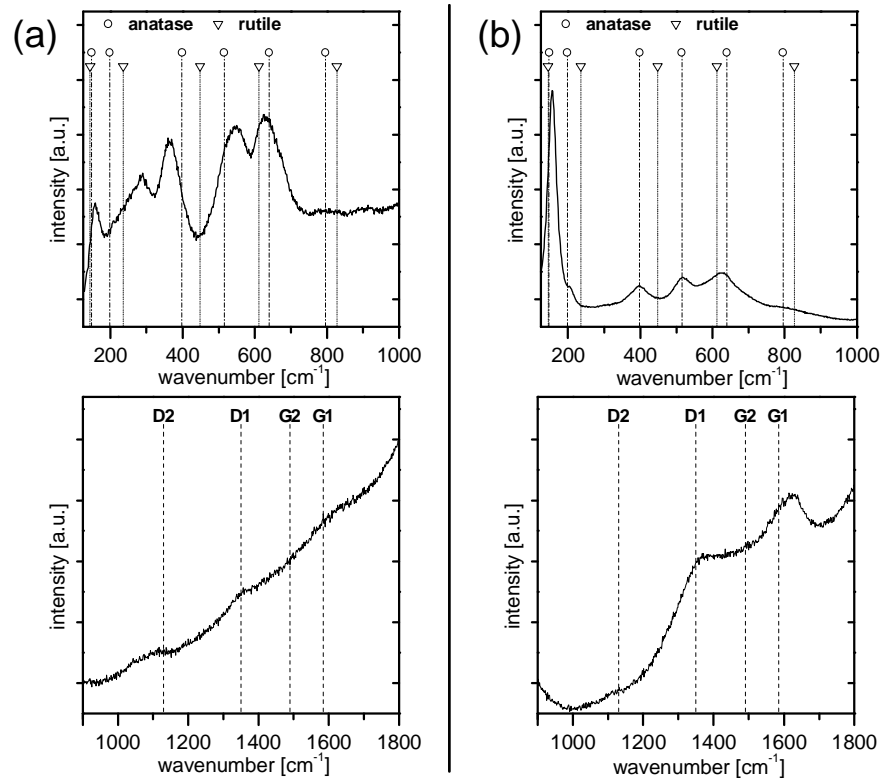 (a)
○ anatase ▽ rutile
intensity [a.u.]
200 400 600 800 1000
wavenumber [cm⁻¹]
D2 D1 G2 G1
intensity [a.u.]
1000 1200 1400 1600 1800
wavenumber [cm⁻¹]
(b)
○ anatase ▽ rutile
intensity [a.u.]
200 400 600 800 1000
wavenumber [cm⁻¹]
D2 D1 G2 G1
intensity [a.u.]
1000 1200 1400 1600 1800
wavenumber [cm⁻¹]